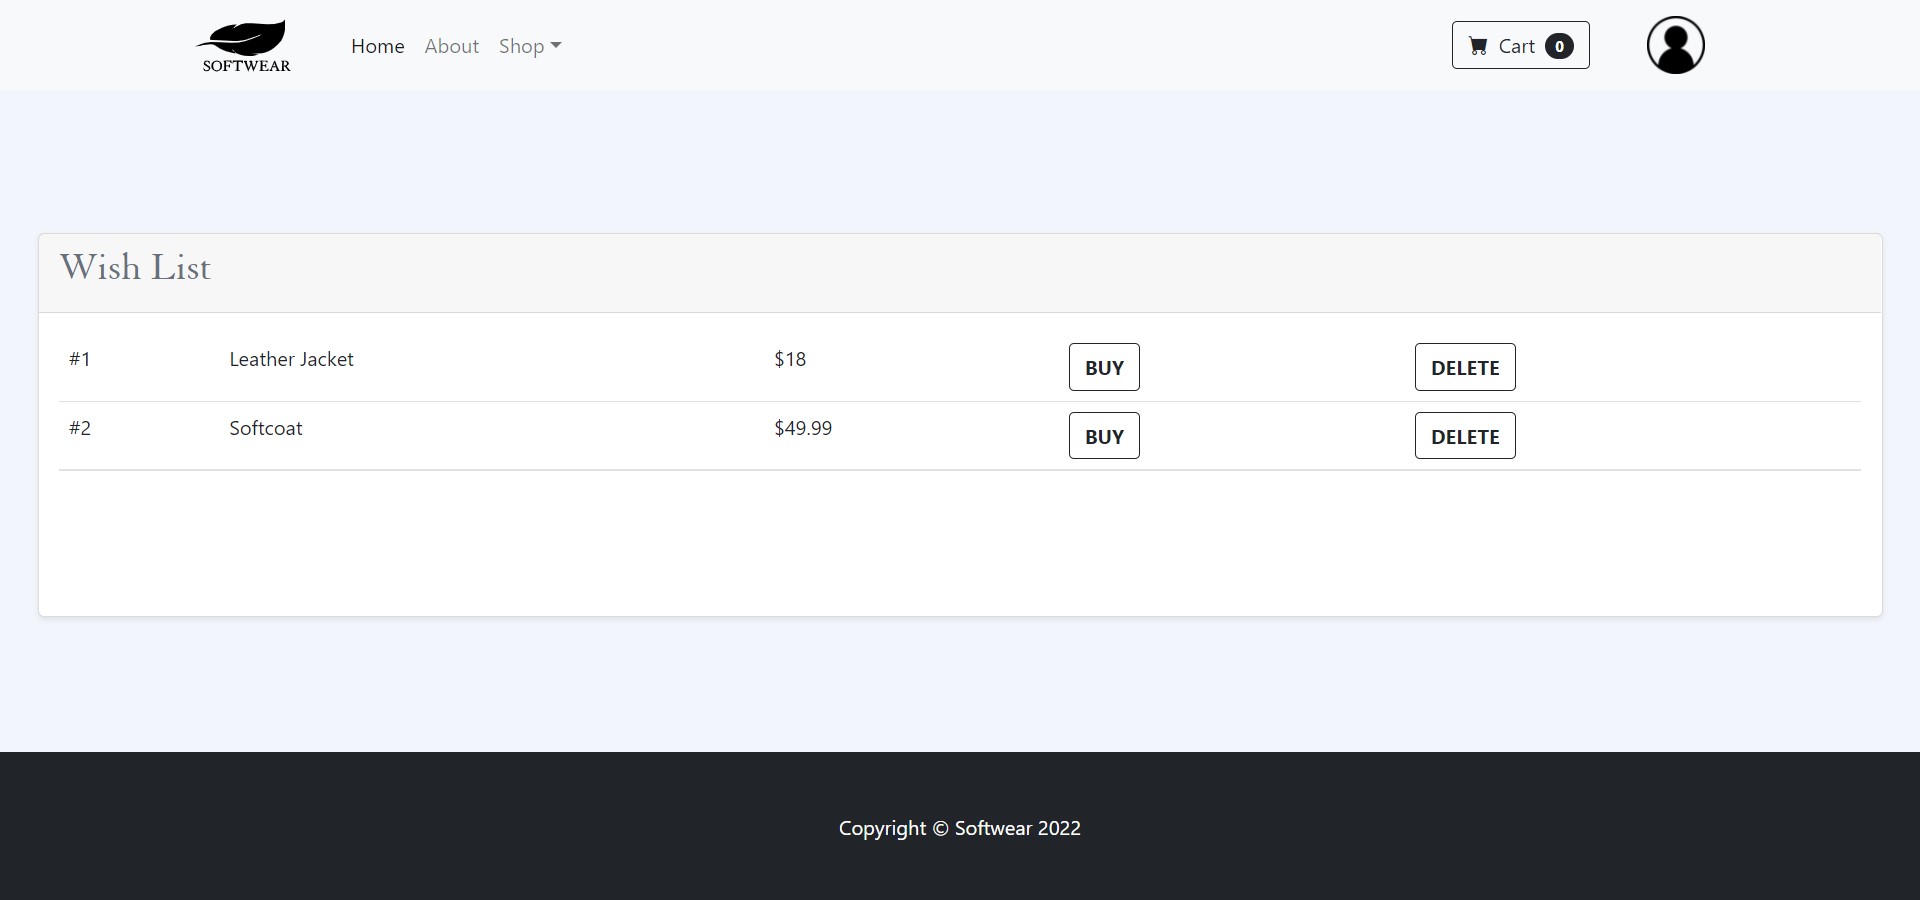 SOFTWEAR
Home About Shop
Cart 0
Wish List
#1 Leather Jacket $18 BUY DELETE
#2 Softcoat $49.99 BUY DELETE
Copyright © Softwear 2022